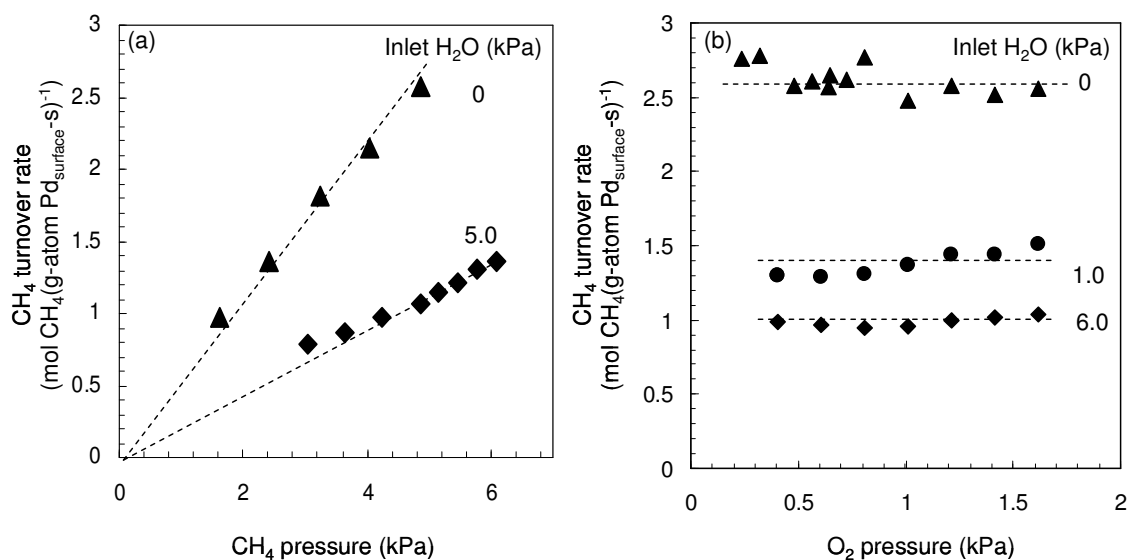 (a)
Inlet H₂O (kPa)
0
5.0
3
2.5
2
1.5
1
0.5
0
CH₄ turnover rate
(mol CH₄(g-atom Pdsurface-s)⁻¹)
0
2
4
6
CH₄ pressure (kPa)
(b)
Inlet H₂O (kPa)
0
1.0
6.0
3
2.5
2
1.5
1
0.5
0
CH₄ turnover rate
(mol CH₄(g-atom Pdsurface-s)⁻¹)
0
0.5
1
1.5
2
O₂ pressure (kPa)